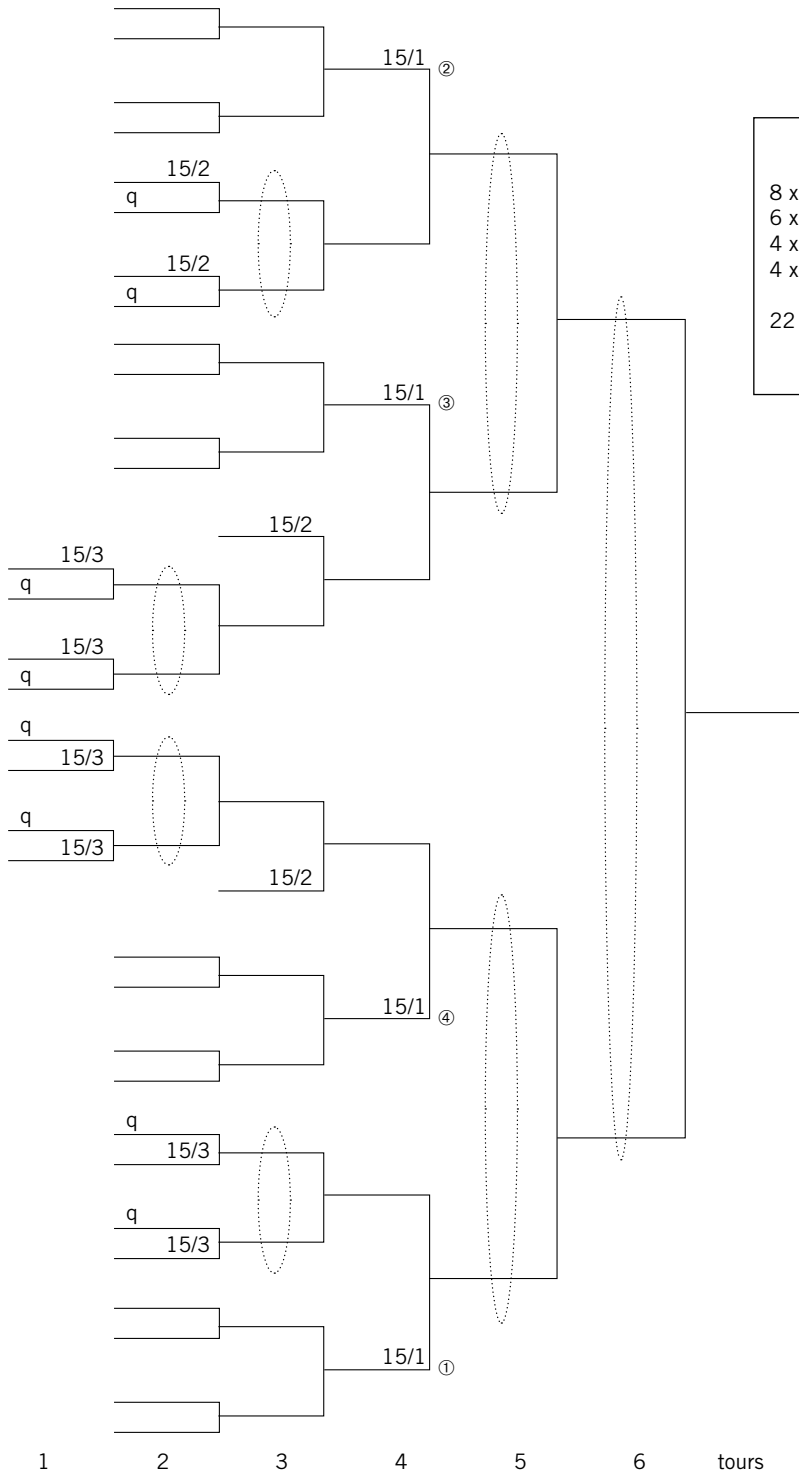 15/1 ②
15/2
q
8 x
6 x
4 x
4 x
15/2
q
22
15/1 ③
15/2
15/3
q
15/3
q
q
15/3
q
15/3
15/2
15/1 ④
q
15/3
q
15/3
15/1 ①
1 2 3 4 5 6 tours